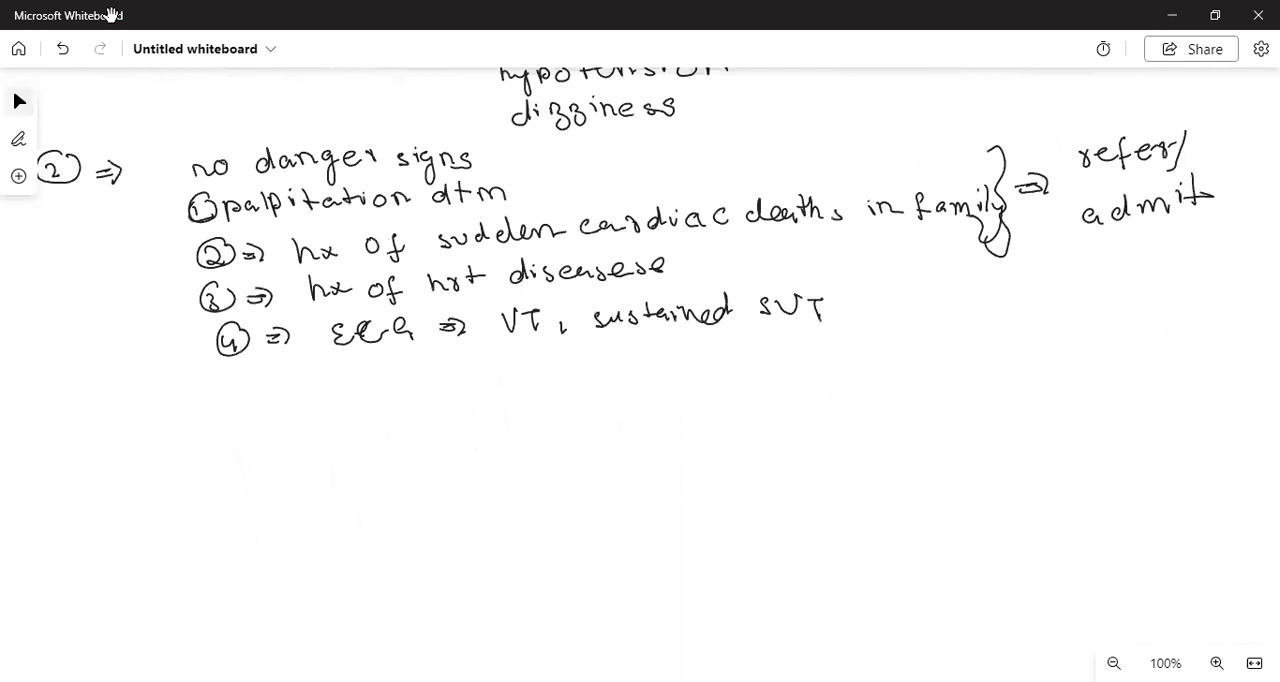 Microsoft Whiteboard
Untitled whiteboard
Share
hypotension
dizziness
② ⇒ no danger signs
① palpitation dtm
② ⇒ hx of sudden cardiac deaths in family } ⇒ refer/
admit
③ ⇒ hx of hrt diseasese
④ ⇒ ECG ⇒ VT, sustained SVT
100%